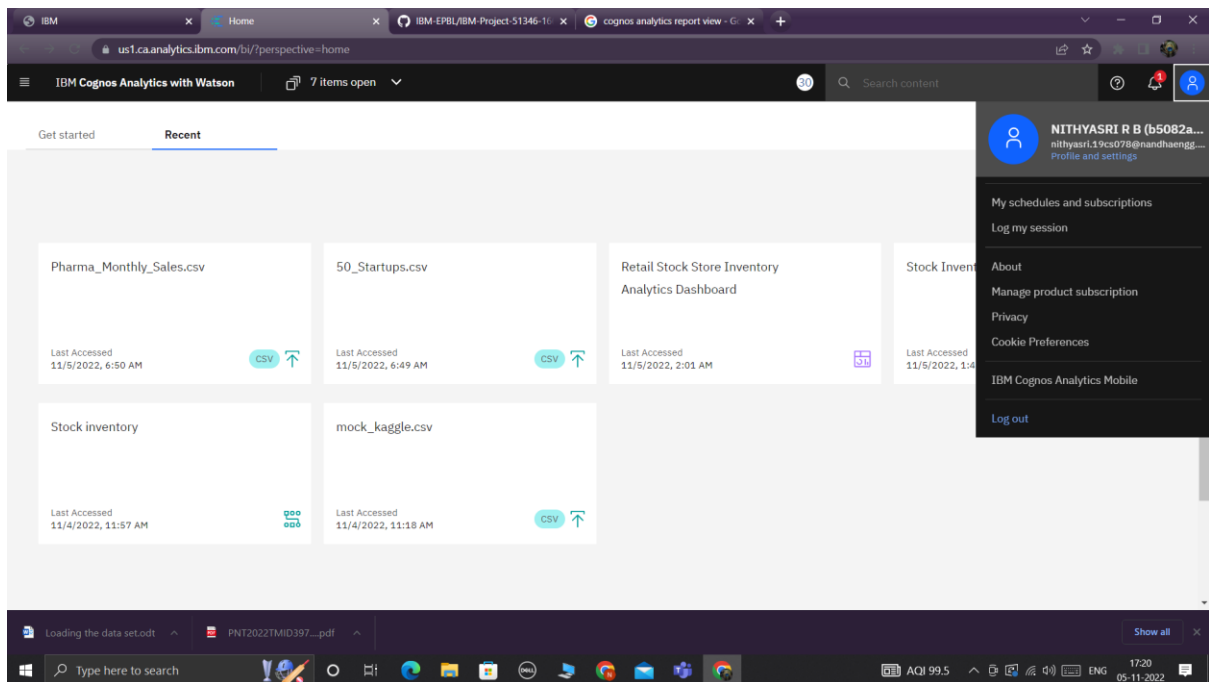 IBM
Home
IBM-EPBL/IBM-Project-51346-16
cognos analytics report view - G
us1.ca.analytics.ibm.com/bi/?perspective=home
IBM Cognos Analytics with Watson
7 items open
30
Search content
1
Get started
Recent
NITHYASRI R B (b5082a...
nithyasri.19cs078@nandhaengg....
Profile and settings
My schedules and subscriptions
Log my session
About
Manage product subscription
Privacy
Cookie Preferences
IBM Cognos Analytics Mobile
Log out
Pharma_Monthly_Sales.csv
Last Accessed
11/5/2022, 6:50 AM
CSV
50_Startups.csv
Last Accessed
11/5/2022, 6:49 AM
CSV
Retail Stock Store Inventory
Analytics Dashboard
Last Accessed
11/5/2022, 2:01 AM
Stock Invent
Last Accessed
11/5/2022, 1:4
Stock inventory
Last Accessed
11/4/2022, 11:57 AM
mock_kaggle.csv
Last Accessed
11/4/2022, 11:18 AM
CSV
Loading the data set.odt
PNT2022TMID397....pdf
Show all
Type here to search
DELL
AQI 99.5
ENG
17:20
05-11-2022